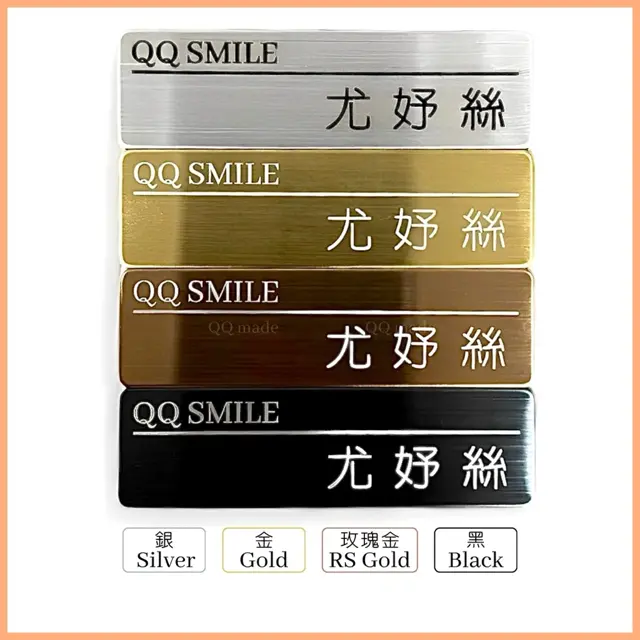 QQ SMILE
尤妤絲
QQ SMILE
尤妤絲
QQ SMILE
QQ made
尤妤絲
QQ SMILE
尤妤絲
銀
Silver
金
Gold
玫瑰金
RS Gold
黑
Black